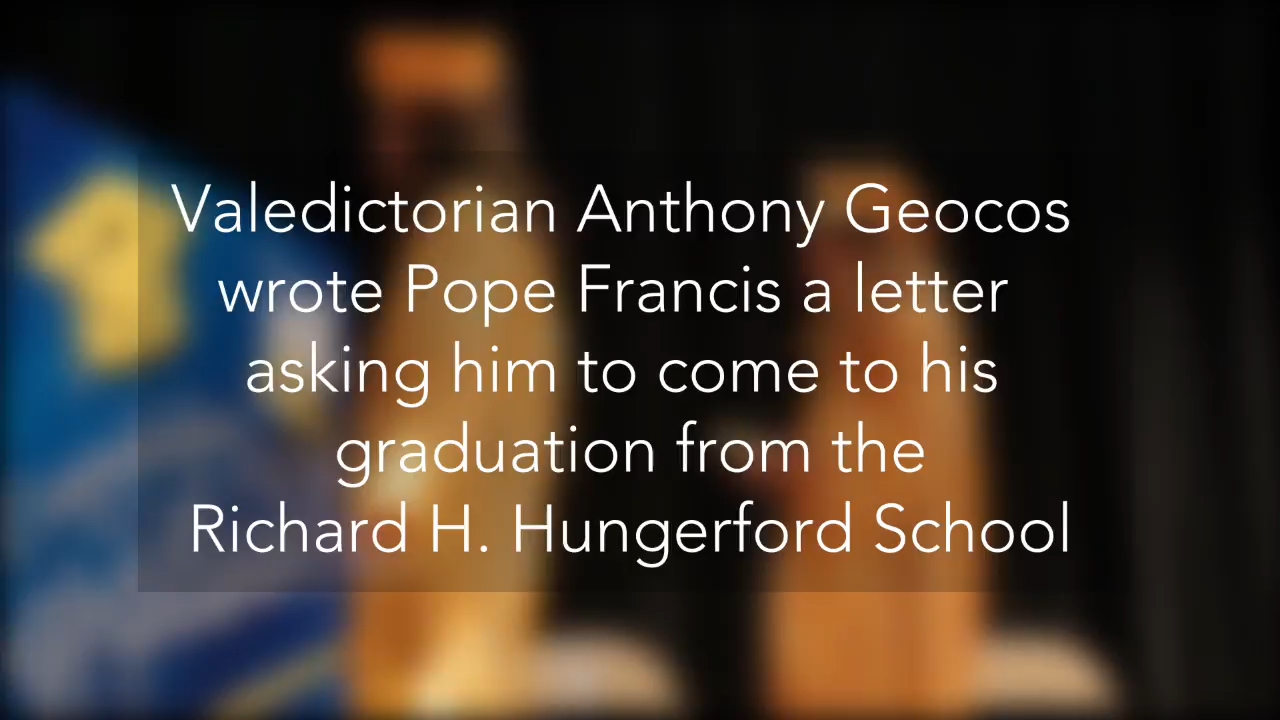 Valedictorian Anthony Geocos
wrote Pope Francis a letter
asking him to come to his
graduation from the
Richard H. Hungerford School